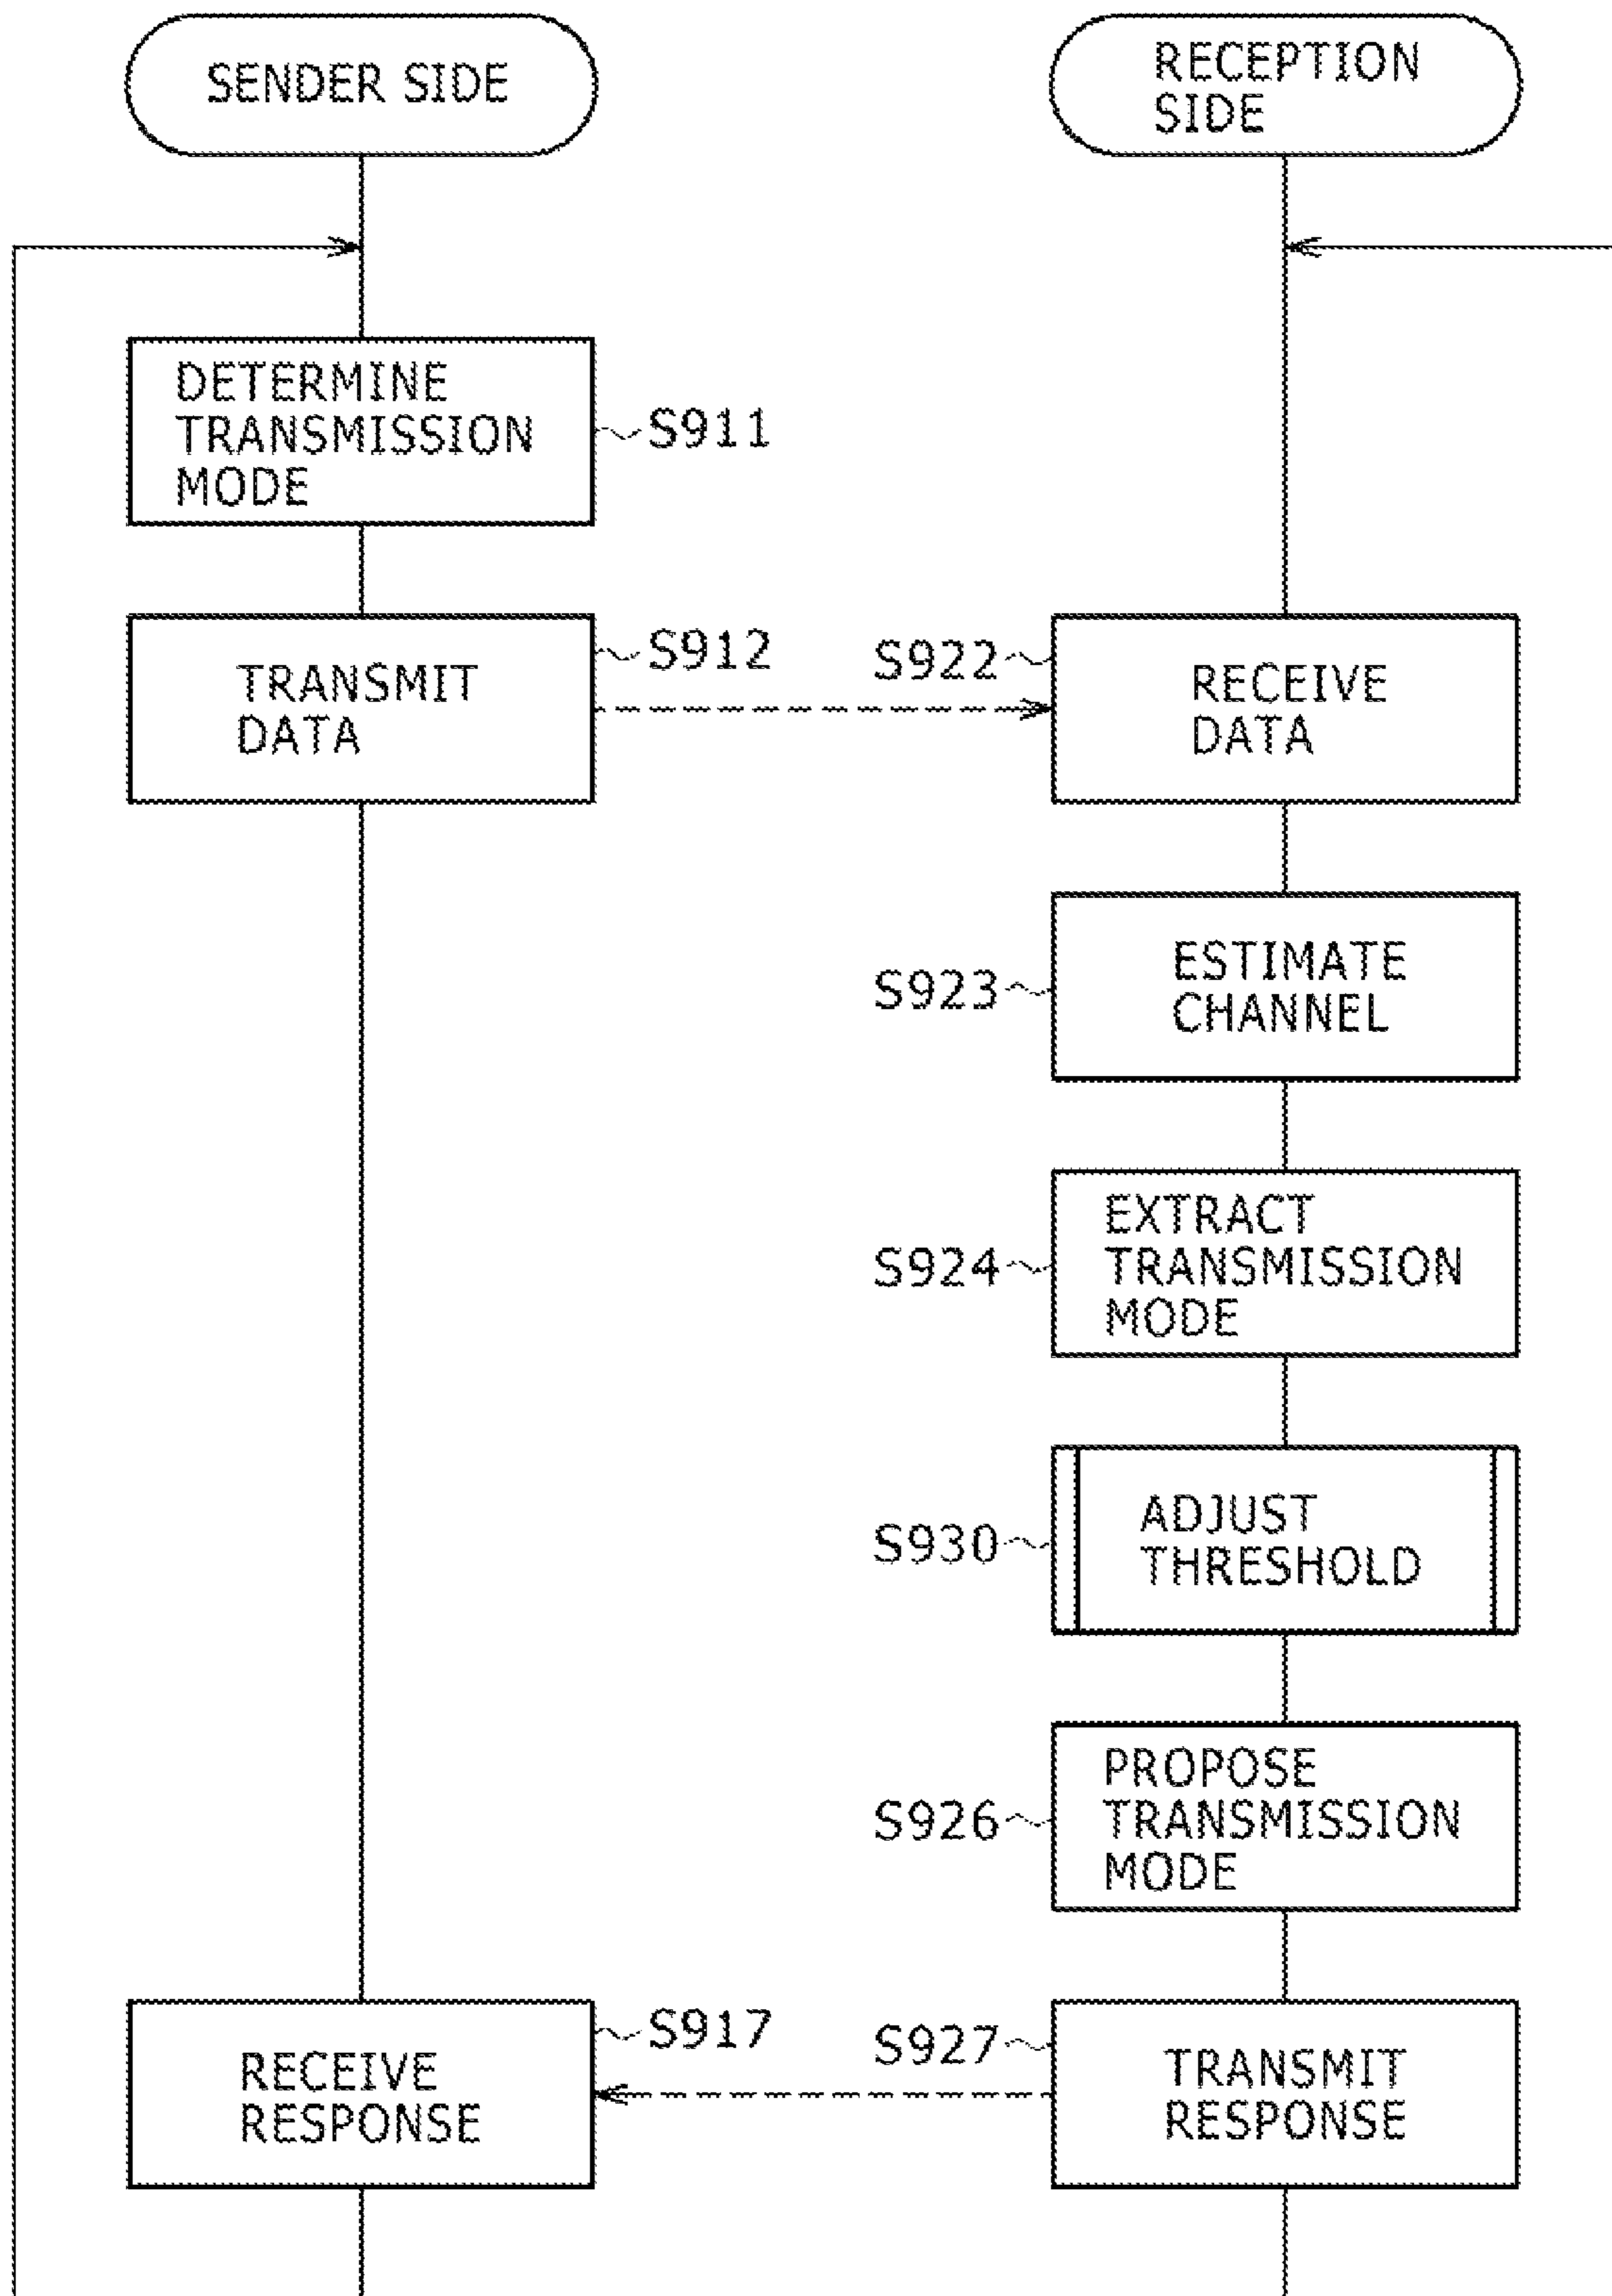 SENDER SIDE
RECEPTION
SIDE
DETERMINE
TRANSMISSION
MODE
S911
TRANSMIT
DATA
S912
S922
RECEIVE
DATA
S923
ESTIMATE
CHANNEL
S924
EXTRACT
TRANSMISSION
MODE
S930
ADJUST
THRESHOLD
S926
PROPOSE
TRANSMISSION
MODE
RECEIVE
RESPONSE
S917
S927
TRANSMIT
RESPONSE